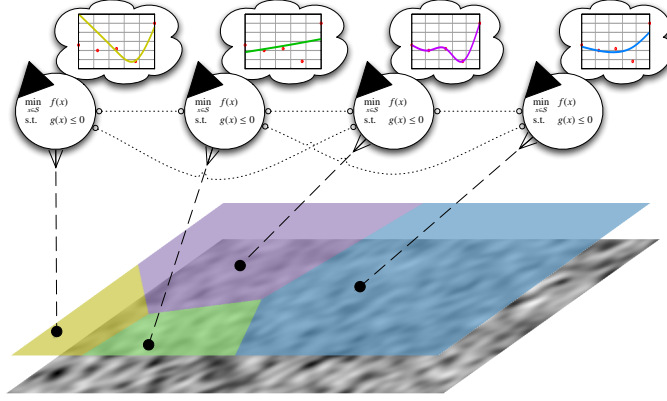 min f(x)
x∈S
s.t. g(x) ≤ 0
min f(x)
x∈S
s.t. g(x) ≤ 0
min f(x)
x∈S
s.t. g(x) ≤ 0
min f(x)
x∈S
s.t. g(x) ≤ 0